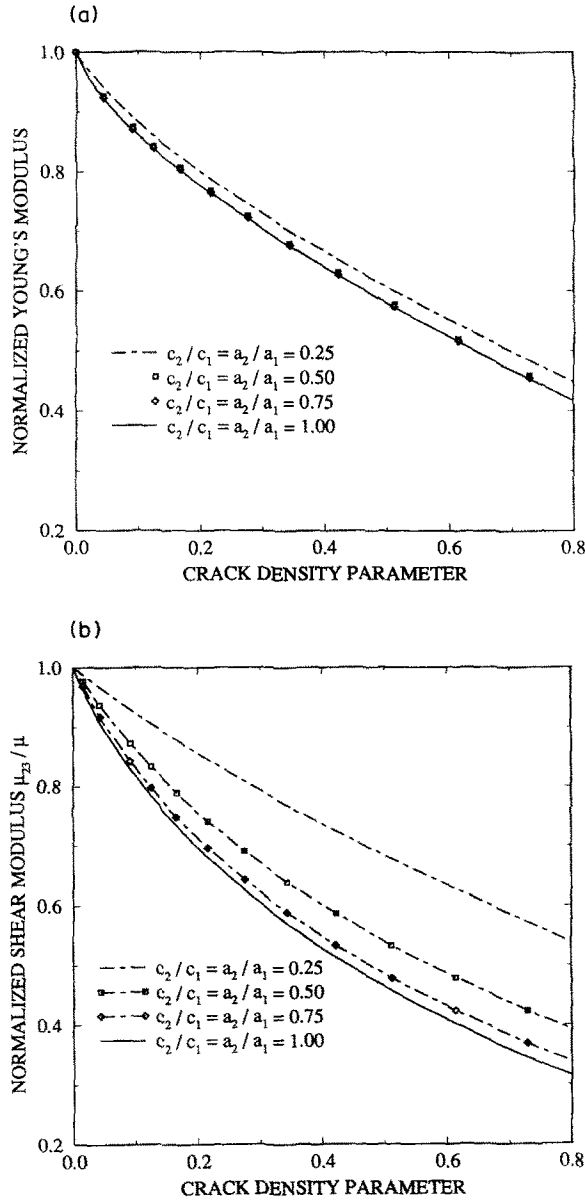 (a)
NORMALIZED YOUNG'S MODULUS
1.0
0.8
0.6
0.4
0.2
c₂ / c₁ = a₂ / a₁ = 0.25
c₂ / c₁ = a₂ / a₁ = 0.50
c₂ / c₁ = a₂ / a₁ = 0.75
c₂ / c₁ = a₂ / a₁ = 1.00
0.0 0.2 0.4 0.6 0.8
CRACK DENSITY PARAMETER
(b)
NORMALIZED SHEAR MODULUS μ₂₃ / μ
1.0
0.8
0.6
0.4
0.2
c₂ / c₁ = a₂ / a₁ = 0.25
c₂ / c₁ = a₂ / a₁ = 0.50
c₂ / c₁ = a₂ / a₁ = 0.75
c₂ / c₁ = a₂ / a₁ = 1.00
0.0 0.2 0.4 0.6 0.8
CRACK DENSITY PARAMETER